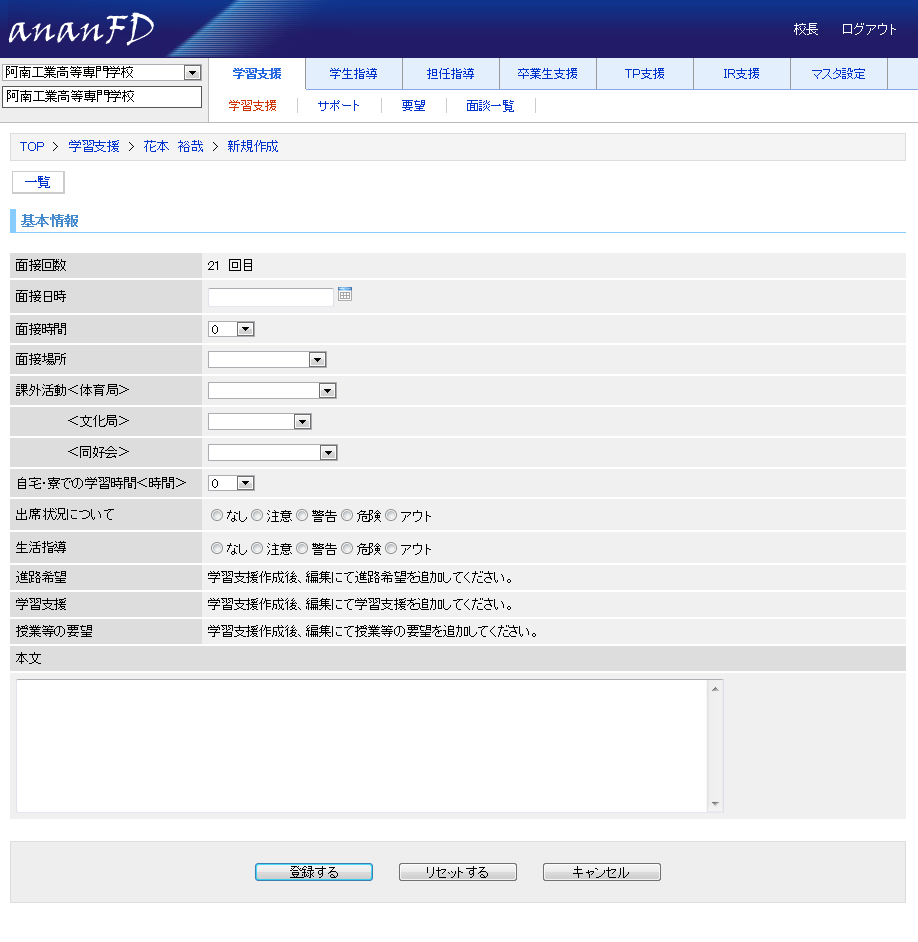 ananFD
校長 ログアウト
阿南工業高等専門学校
阿南工業高等専門学校
学習支援 学生指導 担任指導 卒業生支援 TP支援 IR支援 マスタ設定
学習支援 サポート 要望 面談一覧
TOP > 学習支援 > 花本 裕哉 > 新規作成
一覧
基本情報
面接回数 21 回目
面接日時
面接時間 0
面接場所
課外活動＜体育局＞
＜文化局＞
＜同好会＞
自宅・寮での学習時間＜時間＞ 0
出席状況について なし 注意 警告 危険 アウト
生活指導 なし 注意 警告 危険 アウト
進路希望 学習支援作成後、編集にて進路希望を追加してください。
学習支援 学習支援作成後、編集にて学習支援を追加してください。
授業等の要望 学習支援作成後、編集にて授業等の要望を追加してください。
本文
登録する リセットする キャンセル